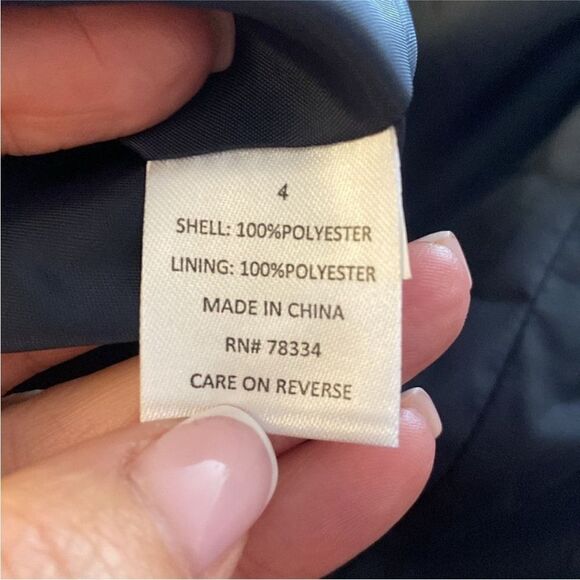 4
SHELL: 100%POLYESTER
LINING: 100%POLYESTER
MADE IN CHINA
RN# 78334
CARE ON REVERSE